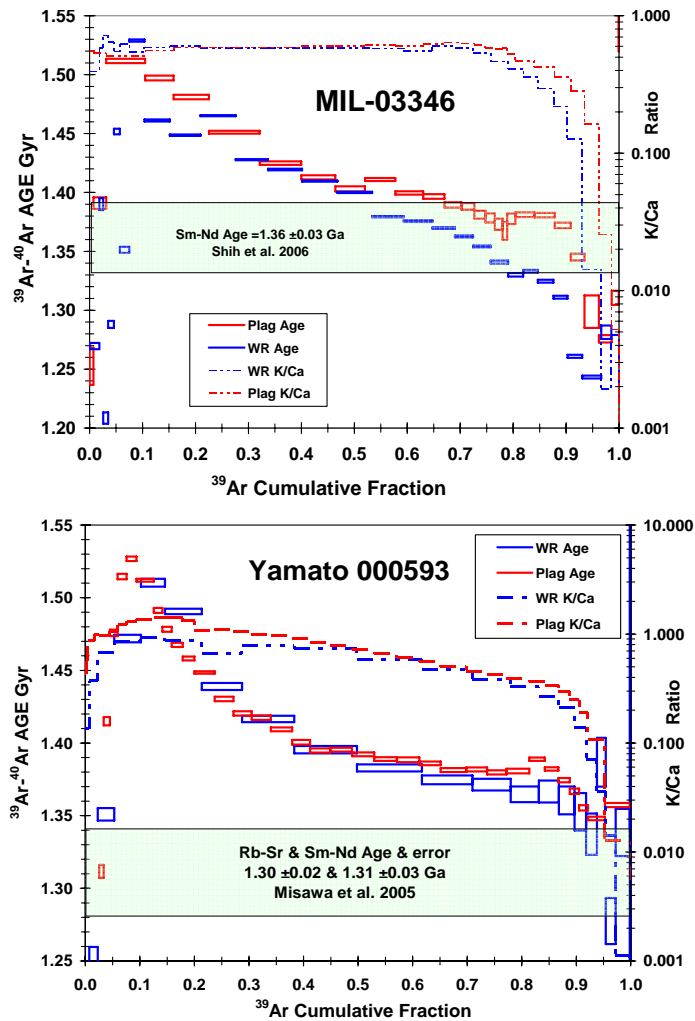 1.55
1.50
1.45
1.40
1.35
1.30
1.25
1.20
39Ar-40Ar AGE Gyr
MIL-03346
Sm-Nd Age =1.36 ±0.03 Ga
Shih et al. 2006
Plag Age
WR Age
WR K/Ca
Plag K/Ca
1.000
0.100
0.010
0.001
K/Ca Ratio
0.0 0.1 0.2 0.3 0.4 0.5 0.6 0.7 0.8 0.9 1.0
39Ar Cumulative Fraction
1.55
1.50
1.45
1.40
1.35
1.30
1.25
39Ar-40Ar AGE Gyr
Yamato 000593
WR Age
Plag Age
WR K/Ca
Plag K/Ca
Rb-Sr & Sm-Nd Age & error
1.30 ±0.02 & 1.31 ±0.03 Ga
Misawa et al. 2005
10.000
1.000
0.100
0.010
0.001
K/Ca Ratio
0.0 0.1 0.2 0.3 0.4 0.5 0.6 0.7 0.8 0.9 1.0
39Ar Cumulative Fraction